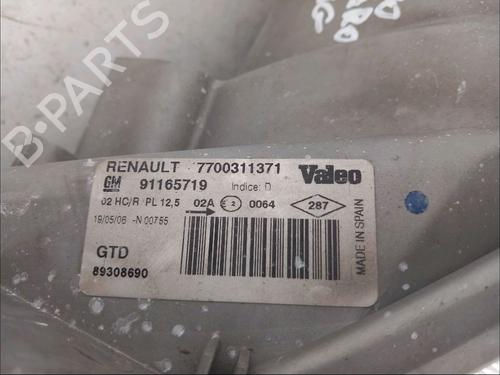 B-PARTS
RENAULT 7700311371 Valeo
GM 91165719 Indice: D
02 HC/R PL 12,5 02A E2 0064 287
19/05/06 -N 00755
GTD
89308690
MADE IN SPAIN